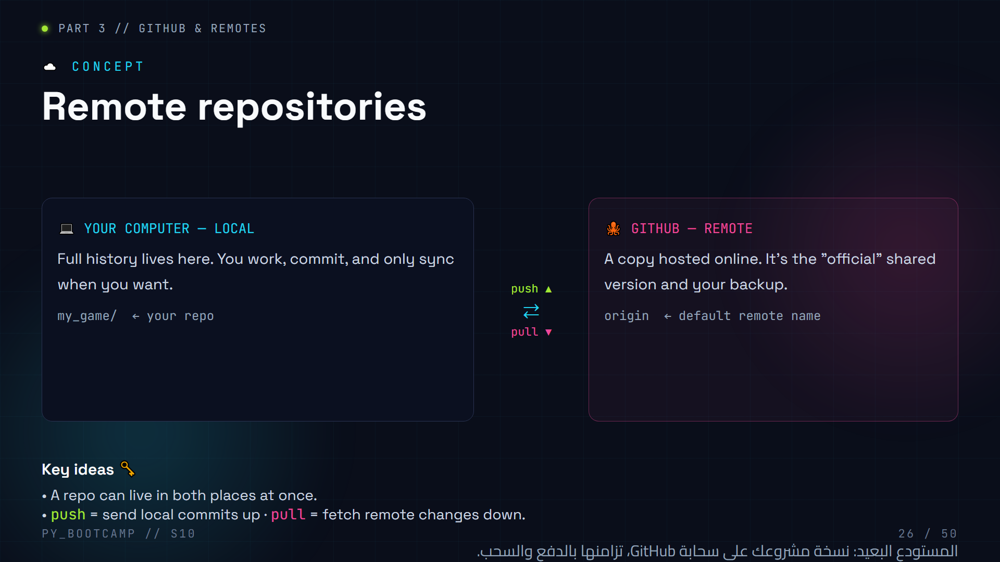 PART 3 // GITHUB & REMOTES
CONCEPT
Remote repositories
YOUR COMPUTER — LOCAL
Full history lives here. You work, commit, and only sync
when you want.
my_game/ ← your repo
push ▲
⇄
pull ▼
GITHUB — REMOTE
A copy hosted online. It’s the ”official” shared
version and your backup.
origin ← default remote name
Key ideas
• A repo can live in both places at once.
• push = send local commits up · pull = fetch remote changes down.
PY_BOOTCAMP // S10
26 / 50
المستودع البعيد: نسخة مشروعك على سحابة GitHub، تزامنها بالدفع والسحب.